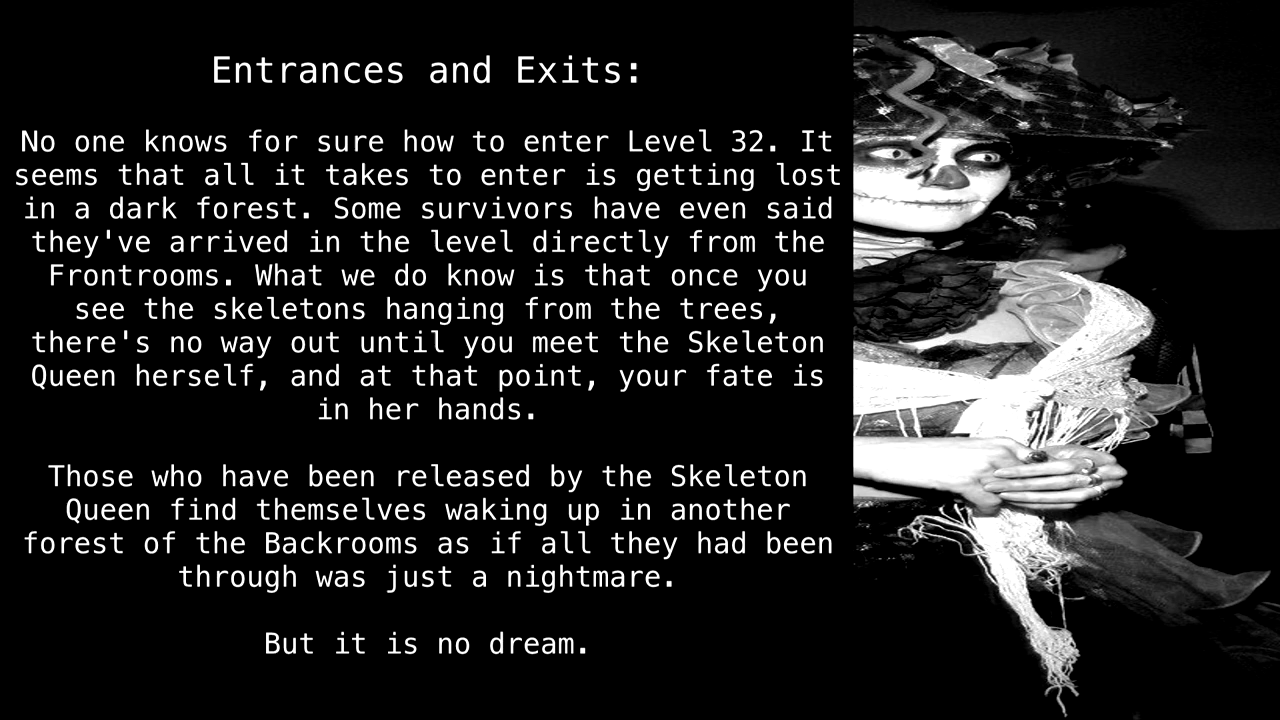 Entrances and Exits:
No one knows for sure how to enter Level 32. It
seems that all it takes to enter is getting lost
in a dark forest. Some survivors have even said
they've arrived in the level directly from the
Frontrooms. What we do know is that once you
see the skeletons hanging from the trees,
there's no way out until you meet the Skeleton
Queen herself, and at that point, your fate is
in her hands.
Those who have been released by the Skeleton
Queen find themselves waking up in another
forest of the Backrooms as if all they had been
through was just a nightmare.
But it is no dream.